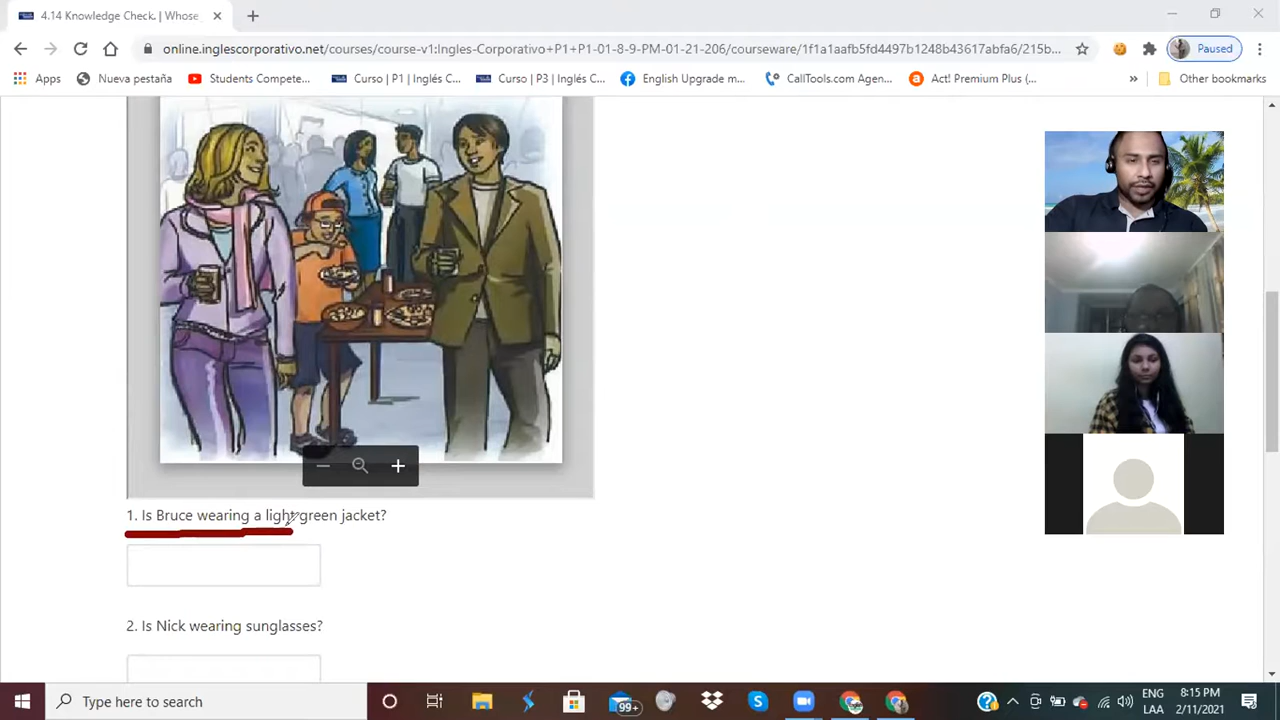 4.14 Knowledge Check. | Whose
online.inglescorporativo.net/courses/course-v1:Ingles-Corporativo+P1+P1-01-8-9-PM-01-21-206/courseware/1f1a1aafb5fd4497b1248b43617abfa6/215b...
Paused
Apps
Nueva pestaña
Students Compete...
Curso | P1 | Inglés C...
Curso | P3 | Inglés C...
English Upgrade m...
CallTools.com Agen...
Act! Premium Plus (...
»
Other bookmarks
1. Is Bruce wearing a light green jacket?
2. Is Nick wearing sunglasses?
Type here to search
99+
ENG
LAA
8:15 PM
2/11/2021